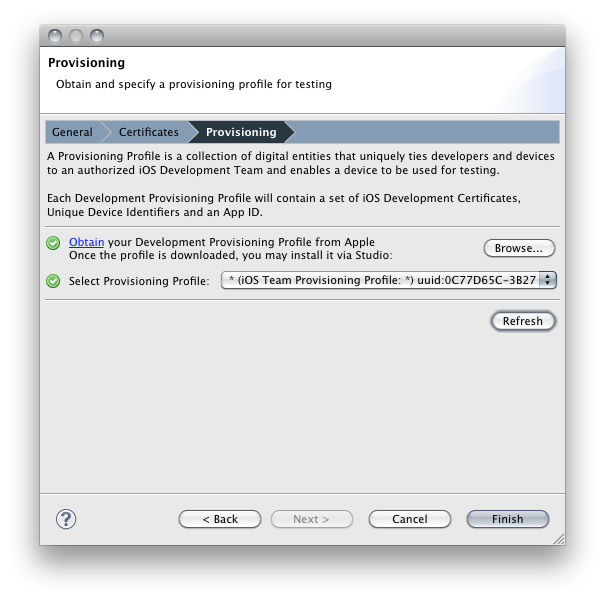 Provisioning
Obtain and specify a provisioning profile for testing
General Certificates Provisioning
A Provisioning Profile is a collection of digital entities that uniquely ties developers and devices
to an authorized iOS Development Team and enables a device to be used for testing.
Each Development Provisioning Profile will contain a set of iOS Development Certificates,
Unique Device Identifiers and an App ID.
Obtain your Development Provisioning Profile from Apple
Once the profile is downloaded, you may install it via Studio:
Browse...
Select Provisioning Profile: * (iOS Team Provisioning Profile: *) uuid:0C77D65C-3B27
Refresh
? < Back Next > Cancel Finish